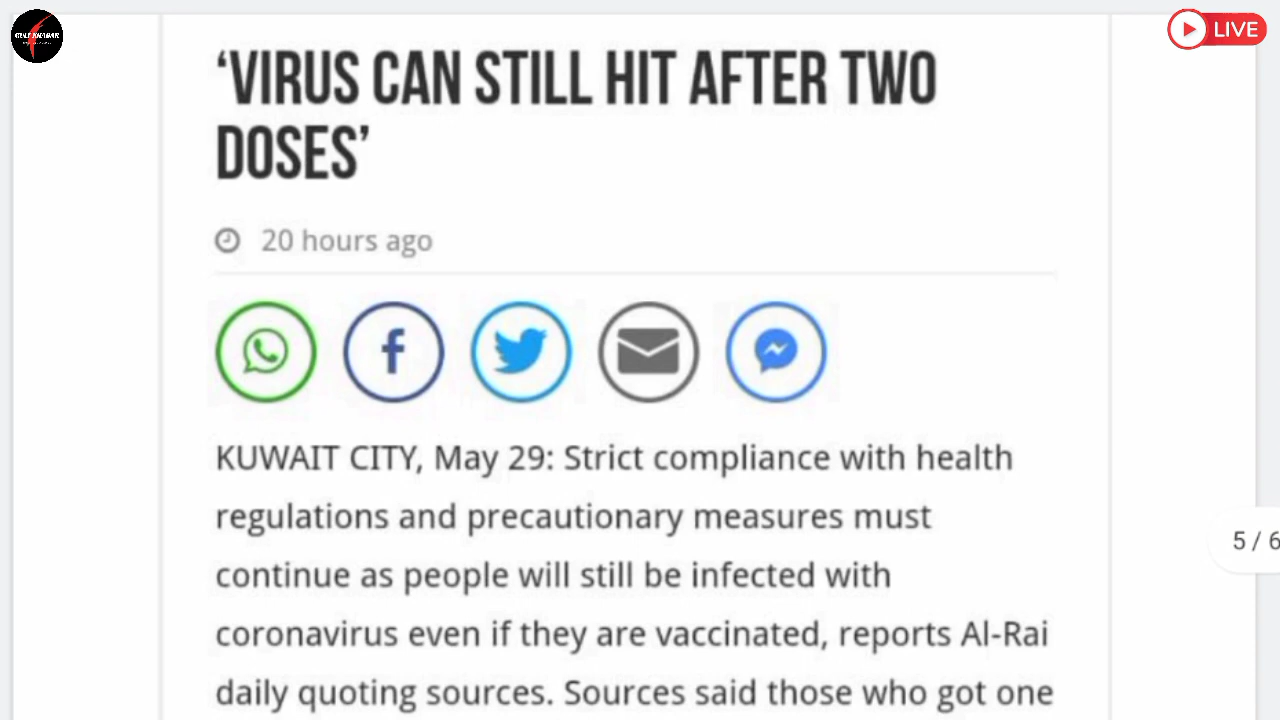 LIVE
‘VIRUS CAN STILL HIT AFTER TWO
DOSES’
20 hours ago
KUWAIT CITY, May 29: Strict compliance with health
regulations and precautionary measures must
continue as people will still be infected with
coronavirus even if they are vaccinated, reports Al-Rai
daily quoting sources. Sources said those who got one
5 / 6